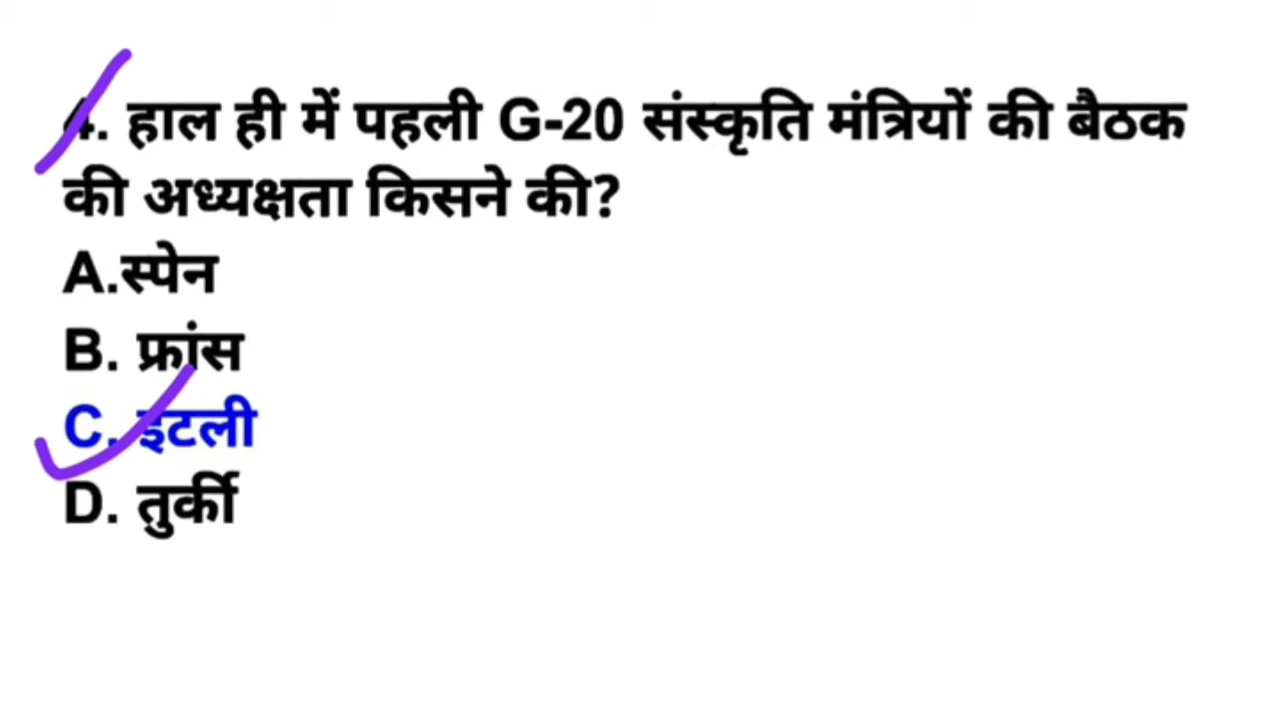 4. हाल ही में पहली G-20 संस्कृति मंत्रियों की बैठक
की अध्यक्षता किसने की?
A.स्पेन
B. फ्रांस
C. इटली
D. तुर्की